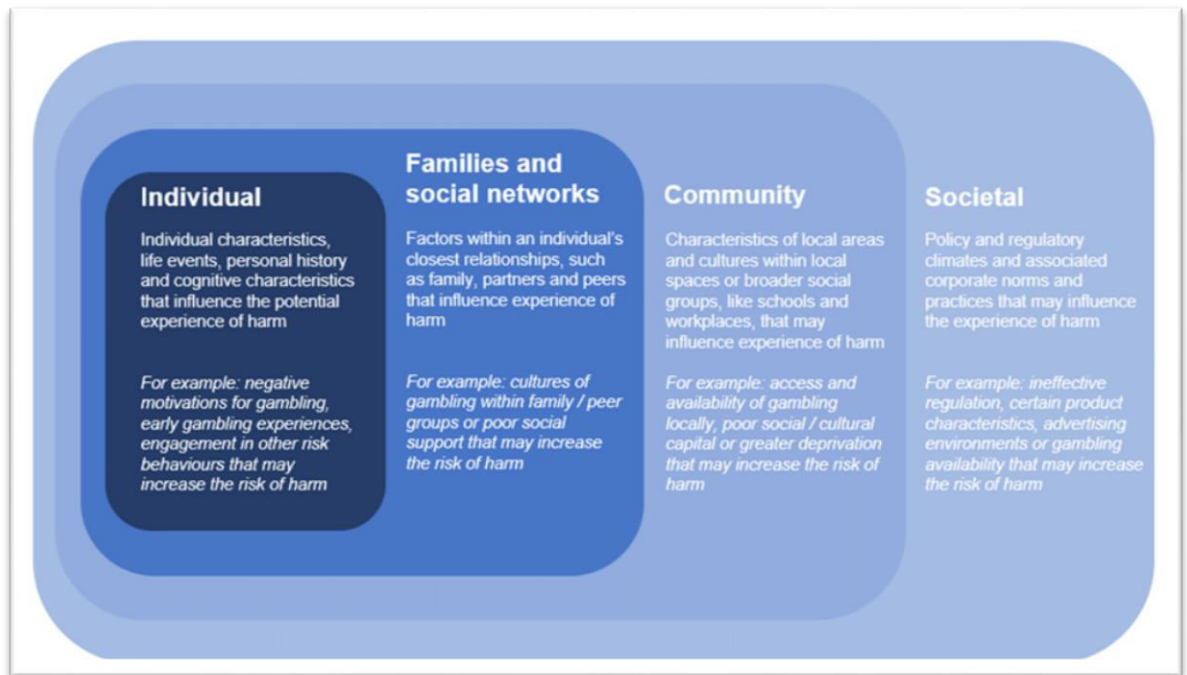 Individual
Individual characteristics,
life events, personal history
and cognitive characteristics
that influence the potential
experience of harm
For example: negative
motivations for gambling,
early gambling experiences,
engagement in other risk
behaviours that may
increase the risk of harm
Families and
social networks
Factors within an individual's
closest relationships, such
as family, partners and peers
that influence experience of
harm
For example: cultures of
gambling within family / peer
groups or poor social
support that may increase
the risk of harm
Community
Characteristics of local areas
and cultures within local
spaces or broader social
groups, like schools and
workplaces, that may
influence experience of harm
For example: access and
availability of gambling
locally, poor social / cultural
capital or greater deprivation
that may increase the risk of
harm
Societal
Policy and regulatory
climates and associated
corporate norms and
practices that may influence
the experience of harm
For example: ineffective
regulation, certain product
characteristics, advertising
environments or gambling
availability that may increase
the risk of harm